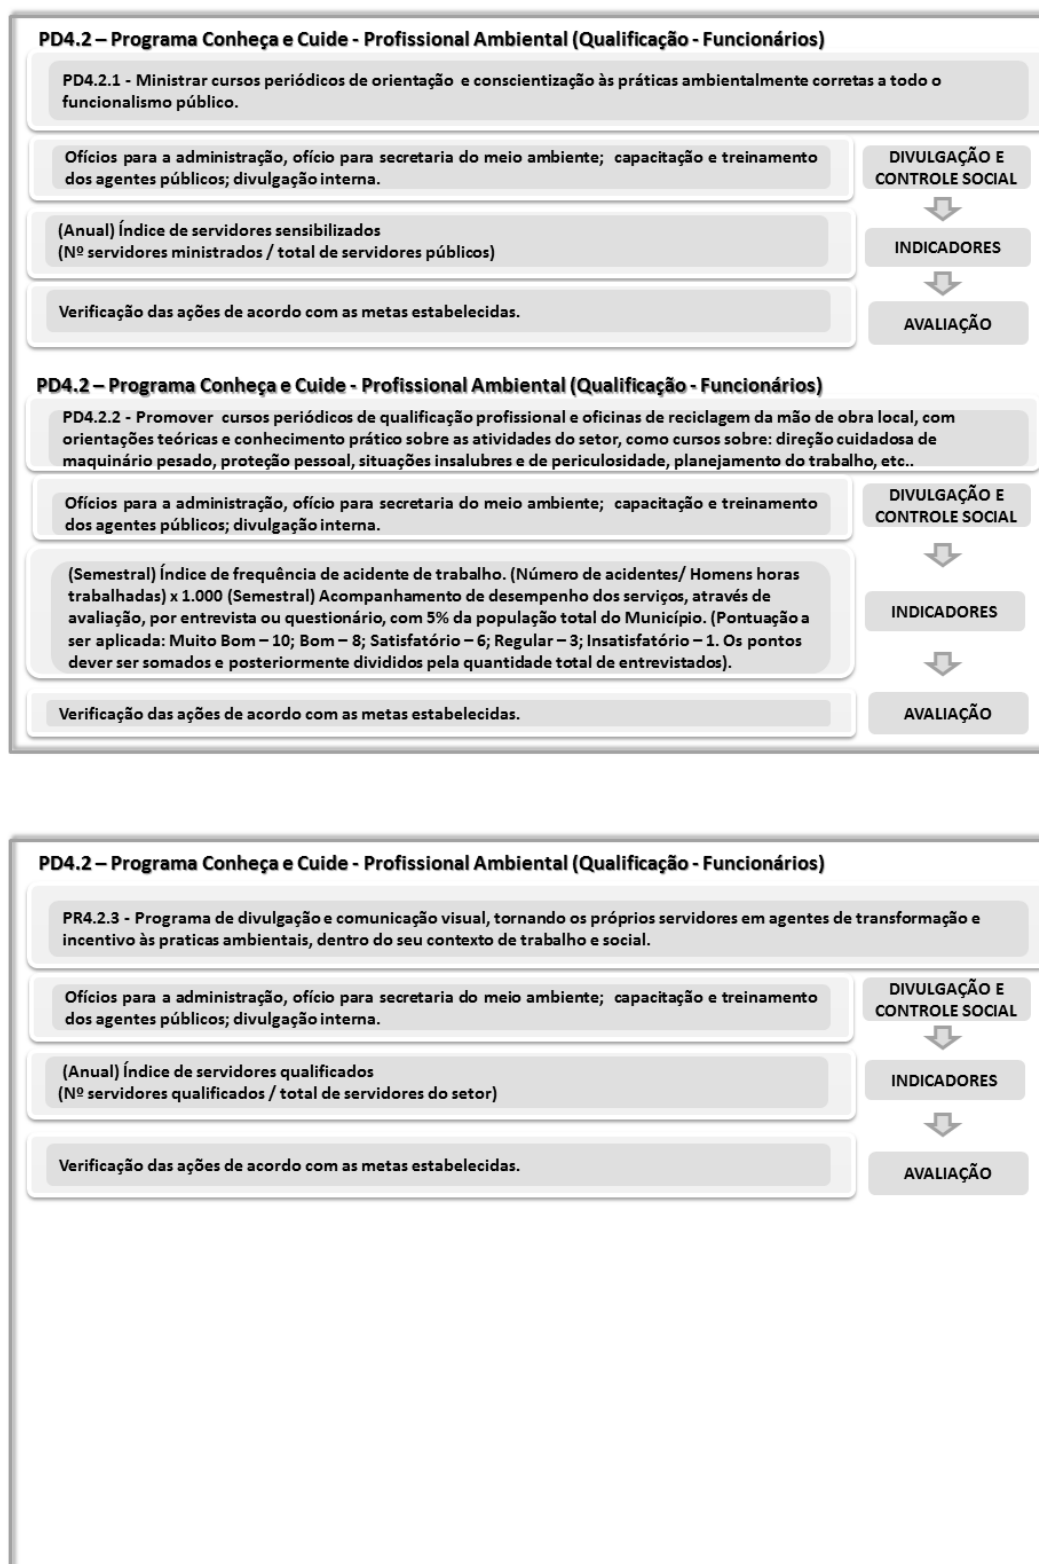 PD4.2 – Programa Conheça e Cuide - Profissional Ambiental (Qualificação - Funcionários)
PD4.2.1 - Ministrar cursos periódicos de orientação e conscientização às práticas ambientalmente corretas a todo o
funcionalismo público.
Ofícios para a administração, ofício para secretaria do meio ambiente; capacitação e treinamento
dos agentes públicos; divulgação interna.
DIVULGAÇÃO E
CONTROLE SOCIAL
(Anual) Índice de servidores sensibilizados
(Nº servidores ministrados / total de servidores públicos)
INDICADORES
Verificação das ações de acordo com as metas estabelecidas.
AVALIAÇÃO
PD4.2 – Programa Conheça e Cuide - Profissional Ambiental (Qualificação - Funcionários)
PD4.2.2 - Promover cursos periódicos de qualificação profissional e oficinas de reciclagem da mão de obra local, com
orientações teóricas e conhecimento prático sobre as atividades do setor, como cursos sobre: direção cuidadosa de
maquinário pesado, proteção pessoal, situações insalubres e de periculosidade, planejamento do trabalho, etc..
Ofícios para a administração, ofício para secretaria do meio ambiente; capacitação e treinamento
dos agentes públicos; divulgação interna.
DIVULGAÇÃO E
CONTROLE SOCIAL
(Semestral) Índice de frequência de acidente de trabalho. (Número de acidentes/ Homens horas
trabalhadas) x 1.000 (Semestral) Acompanhamento de desempenho dos serviços, através de
avaliação, por entrevista ou questionário, com 5% da população total do Município. (Pontuação a
ser aplicada: Muito Bom – 10; Bom – 8; Satisfatório – 6; Regular – 3; Insatisfatório – 1. Os pontos
dever ser somados e posteriormente divididos pela quantidade total de entrevistados).
INDICADORES
Verificação das ações de acordo com as metas estabelecidas.
AVALIAÇÃO
PD4.2 – Programa Conheça e Cuide - Profissional Ambiental (Qualificação - Funcionários)
PR4.2.3 - Programa de divulgação e comunicação visual, tornando os próprios servidores em agentes de transformação e
incentivo às praticas ambientais, dentro do seu contexto de trabalho e social.
Ofícios para a administração, ofício para secretaria do meio ambiente; capacitação e treinamento
dos agentes públicos; divulgação interna.
DIVULGAÇÃO E
CONTROLE SOCIAL
(Anual) Índice de servidores qualificados
(Nº servidores qualificados / total de servidores do setor)
INDICADORES
Verificação das ações de acordo com as metas estabelecidas.
AVALIAÇÃO